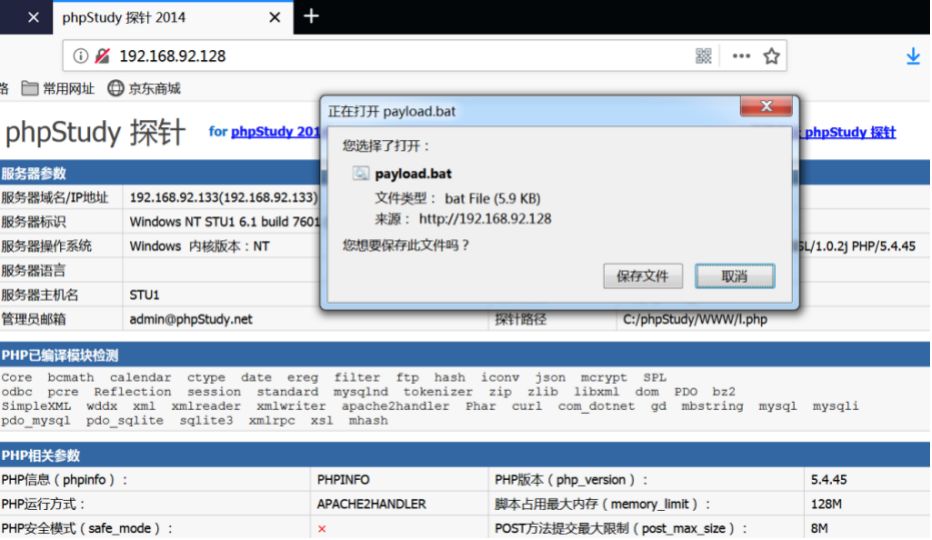 phpStudy 探针 2014
192.168.92.128
路 常用网址 京东商城
phpStudy 探针 for phpStudy 201 phpStudy 探针
正在打开 payload.bat
您选择了打开：
payload.bat
文件类型： bat File (5.9 KB)
来源： http://192.168.92.128
您想要保存此文件吗？
保存文件 取消
服务器参数
服务器域名/IP地址 192.168.92.133(192.168.92.133)
服务器标识 Windows NT STU1 6.1 build 7601
服务器操作系统 Windows 内核版本：NT SL/1.0.2j PHP/5.4.45
服务器语言
服务器主机名 STU1
管理员邮箱 admin@phpStudy.net 探针路径 C:/phpStudy/WWW/l.php
PHP已编译模块检测
Core bcmath calendar ctype date ereg filter ftp hash iconv json mcrypt SPL
odbc pcre Reflection session standard mysqlnd tokenizer zip zlib libxml dom PDO bz2
SimpleXML wddx xml xmlreader xmlwriter apache2handler Phar curl com_dotnet gd mbstring mysql mysqli
pdo_mysql pdo_sqlite sqlite3 xmlrpc xsl mhash
PHP相关参数
PHP信息（phpinfo）： PHPINFO PHP版本（php_version）： 5.4.45
PHP运行方式： APACHE2HANDLER 脚本占用最大内存（memory_limit）： 128M
PHP安全模式（safe_mode）： × POST方法提交最大限制（post_max_size）： 8M